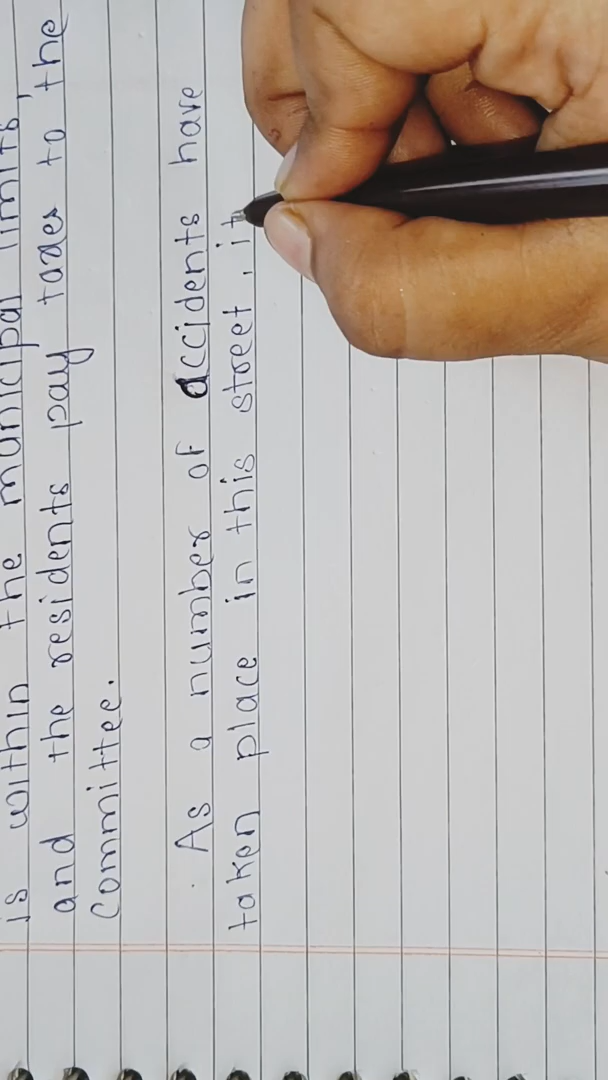 is within the municipal limits,
and the residents pay taxes to the
committee.
As a number of accidents have
taken place in this street, it